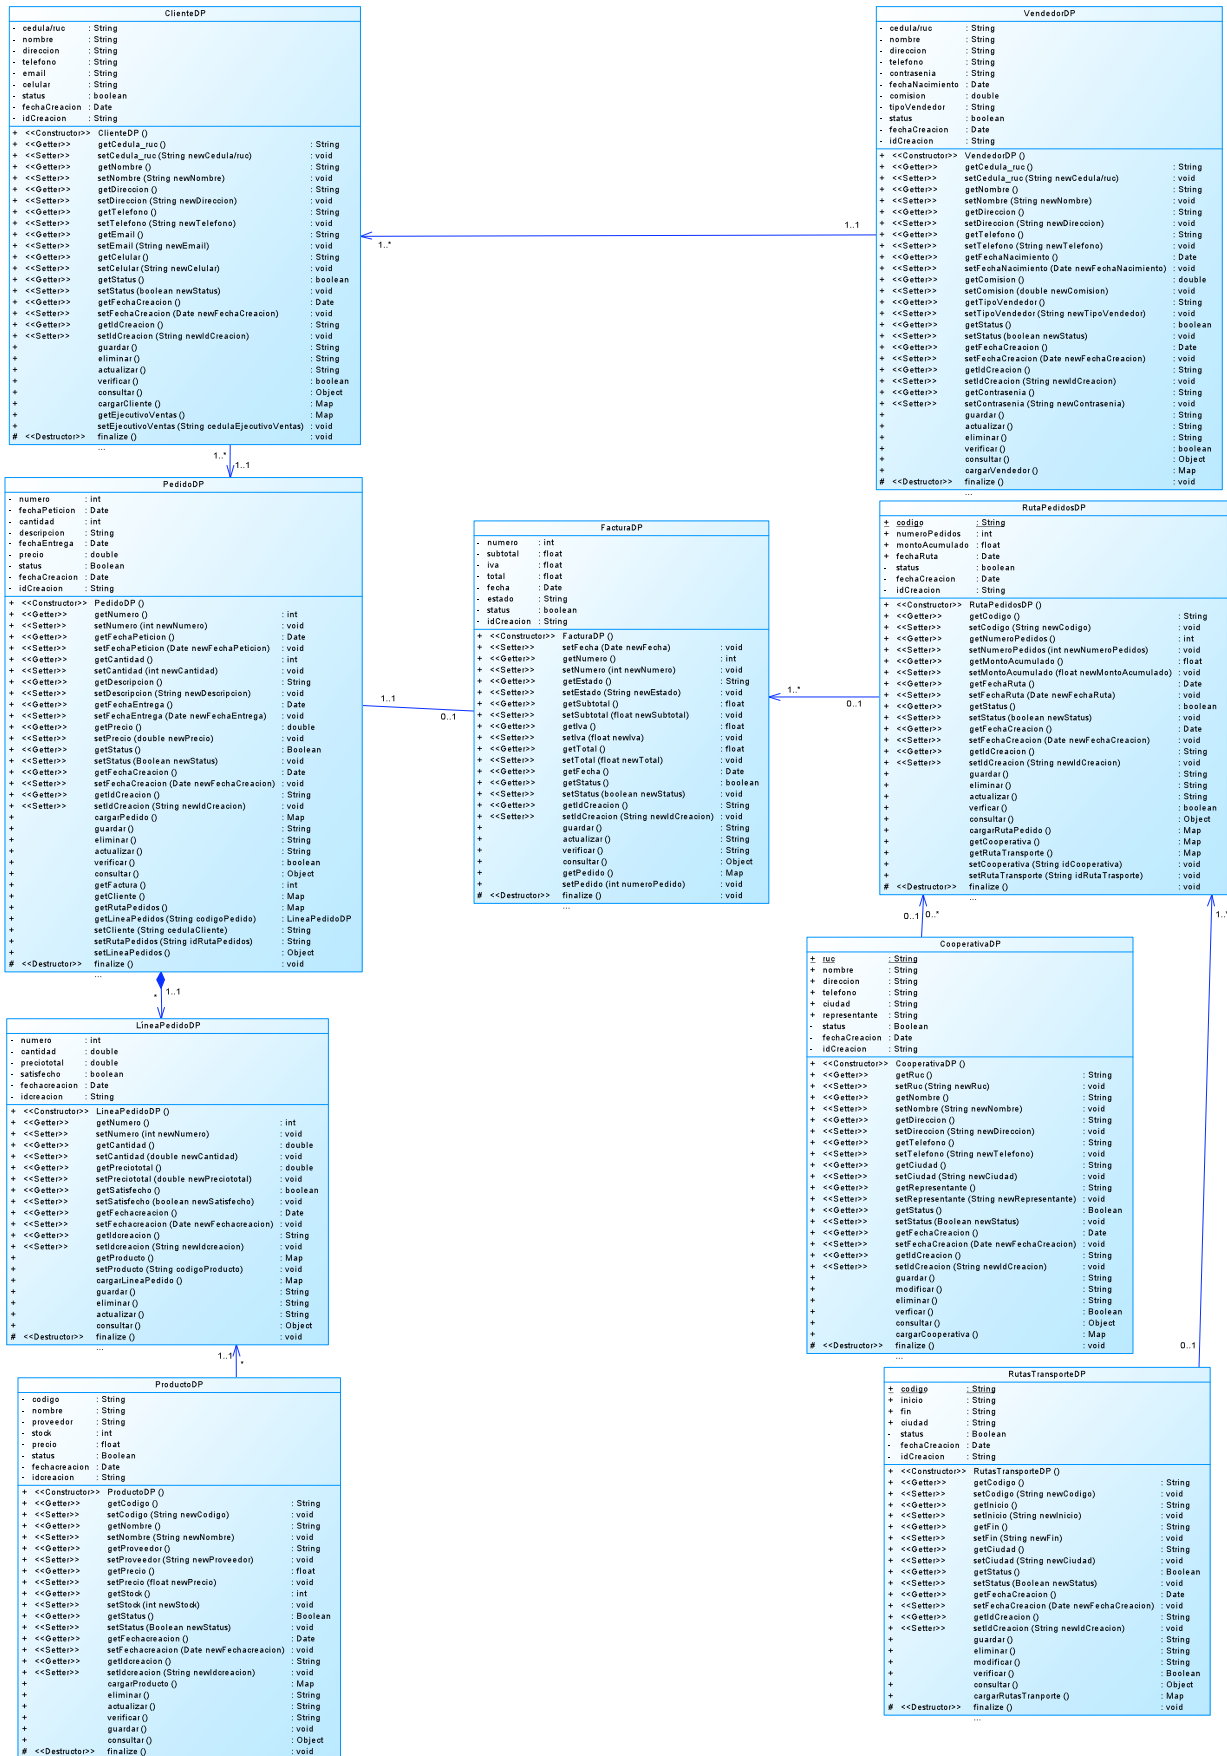 ClienteDP
- cedula/ruc : String
- nombre : String
- direccion : String
- telefono : String
- email : String
- celular : String
- status : boolean
- fechaCreacion : Date
- idCreacion : String
+ <<Constructor>> ClienteDP ()
+ <<Getter>> getCedula_ruc () : String
+ <<Setter>> setCedula_ruc (String newCedula/ruc) : void
+ <<Getter>> getNombre () : String
+ <<Setter>> setNombre (String newNombre) : void
+ <<Getter>> getDireccion () : String
+ <<Setter>> setDireccion (String newDireccion) : void
+ <<Getter>> getTelefono () : String
+ <<Setter>> setTelefono (String newTelefono) : void
+ <<Getter>> getEmail () : String
+ <<Setter>> setEmail (String newEmail) : void
+ <<Getter>> getCelular () : String
+ <<Setter>> setCelular (String newCelular) : void
+ <<Getter>> getStatus () : boolean
+ <<Setter>> setStatus (boolean newStatus) : void
+ <<Getter>> getFechaCreacion () : Date
+ <<Setter>> setFechaCreacion (Date newFechaCreacion) : void
+ <<Getter>> getIdCreacion () : String
+ <<Setter>> setIdCreacion (String newIdCreacion) : void
+ guardar () : String
+ eliminar () : String
+ actualizar () : String
+ verificar () : boolean
+ consultar () : Object
+ cargarCliente () : Map
+ getEjecutivoVentas () : Map
+ setEjecutivoVentas (String cedulaEjecutivoVentas) : void
# <<Destructor>> finalize () : void
...
1..*
1..1
VendedorDP
- cedula/ruc : String
- nombre : String
- direccion : String
- telefono : String
- contrasenia : String
- fechaNacimiento : Date
- comision : double
- tipoVendedor : String
- status : boolean
- fechaCreacion : Date
- idCreacion : String
+ <<Constructor>> VendedorDP ()
+ <<Getter>> getCedula_ruc () : String
+ <<Setter>> setCedula_ruc (String newCedula/ruc) : void
+ <<Getter>> getNombre () : String
+ <<Setter>> setNombre (String newNombre) : void
+ <<Getter>> getDireccion () : String
+ <<Setter>> setDireccion (String newDireccion) : void
+ <<Getter>> getTelefono () : String
+ <<Setter>> setTelefono (String newTelefono) : void
+ <<Getter>> getFechaNacimiento () : Date
+ <<Setter>> setFechaNacimiento (Date newFechaNacimiento) : void
+ <<Getter>> getComision () : double
+ <<Setter>> setComision (double newComision) : void
+ <<Getter>> getTipoVendedor () : String
+ <<Setter>> setTipoVendedor (String newTipoVendedor) : void
+ <<Getter>> getStatus () : boolean
+ <<Setter>> setStatus (boolean newStatus) : void
+ <<Getter>> getFechaCreacion () : Date
+ <<Setter>> setFechaCreacion (Date newFechaCreacion) : void
+ <<Getter>> getIdCreacion () : String
+ <<Setter>> setIdCreacion (String newIdCreacion) : void
+ <<Getter>> getContrasenia () : String
+ <<Setter>> setContrasenia (String newContrasenia) : void
+ guardar () : String
+ actualizar () : String
+ eliminar () : String
+ verificar () : boolean
+ consultar () : Object
+ cargarVendedor () : Map
# <<Destructor>> finalize () : void
...
1..*
1..1
PedidoDP
- numero : int
- fechaPeticion : Date
- cantidad : int
- descripcion : String
- fechaEntrega : Date
- precio : double
- status : Boolean
- fechaCreacion : Date
- idCreacion : String
+ <<Constructor>> PedidoDP ()
+ <<Getter>> getNumero () : int
+ <<Setter>> setNumero (int newNumero) : void
+ <<Getter>> getFechaPeticion () : Date
+ <<Setter>> setFechaPeticion (Date newFechaPeticion) : void
+ <<Getter>> getCantidad () : int
+ <<Setter>> setCantidad (int newCantidad) : void
+ <<Getter>> getDescripcion () : String
+ <<Setter>> setDescripcion (String newDescripcion) : void
+ <<Getter>> getFechaEntrega () : Date
+ <<Setter>> setFechaEntrega (Date newFechaEntrega) : void
+ <<Getter>> getPrecio () : double
+ <<Setter>> setPrecio (double newPrecio) : void
+ <<Getter>> getStatus () : Boolean
+ <<Setter>> setStatus (Boolean newStatus) : void
+ <<Getter>> getFechaCreacion () : Date
+ <<Setter>> setFechaCreacion (Date newFechaCreacion) : void
+ <<Getter>> getIdCreacion () : String
+ <<Setter>> setIdCreacion (String newIdCreacion) : void
+ cargarPedido () : Map
+ guardar () : String
+ eliminar () : String
+ actualizar () : String
+ verificar () : boolean
+ consultar () : Object
+ getFactura () : int
+ getCliente () : Map
+ getRutaPedidos () : Map
+ getLineaPedidos (String codigoPedido) : LineaPedidoDP
+ setCliente (String cedulaCliente) : String
+ setRutaPedidos (String idRutaPedidos) : String
+ setLineaPedidos () : Object
# <<Destructor>> finalize () : void
...
1..1
0..1
FacturaDP
- numero : int
- subtotal : float
- iva : float
- total : float
- fecha : Date
- estado : String
- status : boolean
- idCreacion : String
+ <<Constructor>> FacturaDP ()
+ <<Setter>> setFecha (Date newFecha) : void
+ <<Getter>> getNumero () : int
+ <<Setter>> setNumero (int newNumero) : void
+ <<Getter>> getEstado () : String
+ <<Setter>> setEstado (String newEstado) : void
+ <<Getter>> getSubtotal () : float
+ <<Setter>> setSubtotal (float newSubtotal) : void
+ <<Getter>> getIva () : float
+ <<Setter>> setIva (float newIva) : void
+ <<Getter>> getTotal () : float
+ <<Setter>> setTotal (float newTotal) : void
+ <<Getter>> getFecha () : Date
+ <<Getter>> getStatus () : boolean
+ <<Setter>> setStatus (boolean newStatus) : void
+ <<Getter>> getIdCreacion () : String
+ <<Setter>> setIdCreacion (String newIdCreacion) : void
+ guardar () : String
+ actualizar () : String
+ verificar () : String
+ consultar () : Object
+ getPedido () : Map
+ setPedido (int numeroPedido) : void
# <<Destructor>> finalize () : void
...
1..*
0..1
RutaPedidosDP
+ codigo : String
+ numeroPedidos : int
+ montoAcumulado : float
+ fechaRuta : Date
- status : boolean
- fechaCreacion : Date
- idCreacion : String
+ <<Constructor>> RutaPedidosDP ()
+ <<Getter>> getCodigo () : String
+ <<Setter>> setCodigo (String newCodigo) : void
+ <<Getter>> getNumeroPedidos () : int
+ <<Setter>> setNumeroPedidos (int newNumeroPedidos) : void
+ <<Getter>> getMontoAcumulado () : float
+ <<Setter>> setMontoAcumulado (float newMontoAcumulado) : void
+ <<Getter>> getFechaRuta () : Date
+ <<Setter>> setFechaRuta (Date newFechaRuta) : void
+ <<Getter>> getStatus () : boolean
+ <<Setter>> setStatus (boolean newStatus) : void
+ <<Getter>> getFechaCreacion () : Date
+ <<Setter>> setFechaCreacion (Date newFechaCreacion) : void
+ <<Getter>> getIdCreacion () : String
+ <<Setter>> setIdCreacion (String newIdCreacion) : void
+ guardar () : String
+ eliminar () : String
+ actualizar () : String
+ verficar () : boolean
+ consultar () : Object
+ cargarRutaPedido () : Map
+ getCooperativa () : Map
+ getRutaTransporte () : Map
+ setCooperativa (String idCooperativa) : void
+ setRutaTransporte (String idRutaTrasporte) : void
# <<Destructor>> finalize () : void
...
0..1
0..*
1..*
*
1..1
LineaPedidoDP
- numero : int
- cantidad : double
- preciototal : double
- satisfecho : boolean
- fechacreacion : Date
- idcreacion : String
+ <<Constructor>> LineaPedidoDP ()
+ <<Getter>> getNumero () : int
+ <<Setter>> setNumero (int newNumero) : void
+ <<Getter>> getCantidad () : double
+ <<Setter>> setCantidad (double newCantidad) : void
+ <<Getter>> getPreciototal () : double
+ <<Setter>> setPreciototal (double newPreciototal) : void
+ <<Getter>> getSatisfecho () : boolean
+ <<Setter>> setSatisfecho (boolean newSatisfecho) : void
+ <<Getter>> getFechacreacion () : Date
+ <<Setter>> setFechacreacion (Date newFechacreacion) : void
+ <<Getter>> getIdcreacion () : String
+ <<Setter>> setIdcreacion (String newIdcreacion) : void
+ getProducto () : Map
+ setProducto (String codigoProducto) : void
+ cargarLineaPedido () : Map
+ guardar () : String
+ eliminar () : String
+ actualizar () : String
+ consultar () : Object
# <<Destructor>> finalize () : void
...
1..1
*
CooperativaDP
+ ruc : String
+ nombre : String
+ direccion : String
+ telefono : String
+ ciudad : String
+ representante : String
- status : Boolean
- fechaCreacion : Date
- idCreacion : String
+ <<Constructor>> CooperativaDP ()
+ <<Getter>> getRuc () : String
+ <<Setter>> setRuc (String newRuc) : void
+ <<Getter>> getNombre () : String
+ <<Setter>> setNombre (String newNombre) : void
+ <<Getter>> getDireccion () : String
+ <<Setter>> setDireccion (String newDireccion) : void
+ <<Getter>> getTelefono () : String
+ <<Setter>> setTelefono (String newTelefono) : void
+ <<Getter>> getCiudad () : String
+ <<Setter>> setCiudad (String newCiudad) : void
+ <<Getter>> getRepresentante () : String
+ <<Setter>> setRepresentante (String newRepresentante) : void
+ <<Getter>> getStatus () : Boolean
+ <<Setter>> setStatus (Boolean newStatus) : void
+ <<Getter>> getFechaCreacion () : Date
+ <<Setter>> setFechaCreacion (Date newFechaCreacion) : void
+ <<Getter>> getIdCreacion () : String
+ <<Setter>> setIdCreacion (String newIdCreacion) : void
+ guardar () : String
+ modificar () : String
+ eliminar () : String
+ verficar () : Boolean
+ consultar () : Object
+ cargarCooperativa () : Map
# <<Destructor>> finalize () : void
...
0..1
ProductoDP
- codigo : String
- nombre : String
- proveedor : String
- stock : int
- precio : float
- status : Boolean
- fechacreacion : Date
- idcreacion : String
+ <<Constructor>> ProductoDP ()
+ <<Getter>> getCodigo () : String
+ <<Setter>> setCodigo (String newCodigo) : void
+ <<Getter>> getNombre () : String
+ <<Setter>> setNombre (String newNombre) : void
+ <<Getter>> getProveedor () : String
+ <<Setter>> setProveedor (String newProveedor) : void
+ <<Getter>> getPrecio () : float
+ <<Setter>> setPrecio (float newPrecio) : void
+ <<Getter>> getStock () : int
+ <<Setter>> setStock (int newStock) : void
+ <<Getter>> getStatus () : Boolean
+ <<Setter>> setStatus (Boolean newStatus) : void
+ <<Getter>> getFechacreacion () : Date
+ <<Setter>> setFechacreacion (Date newFechacreacion) : void
+ <<Getter>> getIdcreacion () : String
+ <<Setter>> setIdcreacion (String newIdcreacion) : void
+ cargarProducto () : Map
+ eliminar () : String
+ actualizar () : String
+ verificar () : String
+ guardar () : void
+ consultar () : Object
# <<Destructor>> finalize () : void
RutasTransporteDP
+ codigo : String
+ inicio : String
+ fin : String
+ ciudad : String
- status : Boolean
- fechaCreacion : Date
- idCreacion : String
+ <<Constructor>> RutasTransporteDP ()
+ <<Getter>> getCodigo () : String
+ <<Setter>> setCodigo (String newCodigo) : void
+ <<Getter>> getInicio () : String
+ <<Setter>> setInicio (String newInicio) : void
+ <<Getter>> getFin () : String
+ <<Setter>> setFin (String newFin) : void
+ <<Getter>> getCiudad () : String
+ <<Setter>> setCiudad (String newCiudad) : void
+ <<Getter>> getStatus () : Boolean
+ <<Setter>> setStatus (Boolean newStatus) : void
+ <<Getter>> getFechaCreacion () : Date
+ <<Setter>> setFechaCreacion (Date newFechaCreacion) : void
+ <<Getter>> getIdCreacion () : String
+ <<Setter>> setIdCreacion (String newIdCreacion) : void
+ guardar () : String
+ eliminar () : String
+ modificar () : String
+ verificar () : Boolean
+ consultar () : Object
+ cargarRutasTranporte () : Map
# <<Destructor>> finalize () : void
...